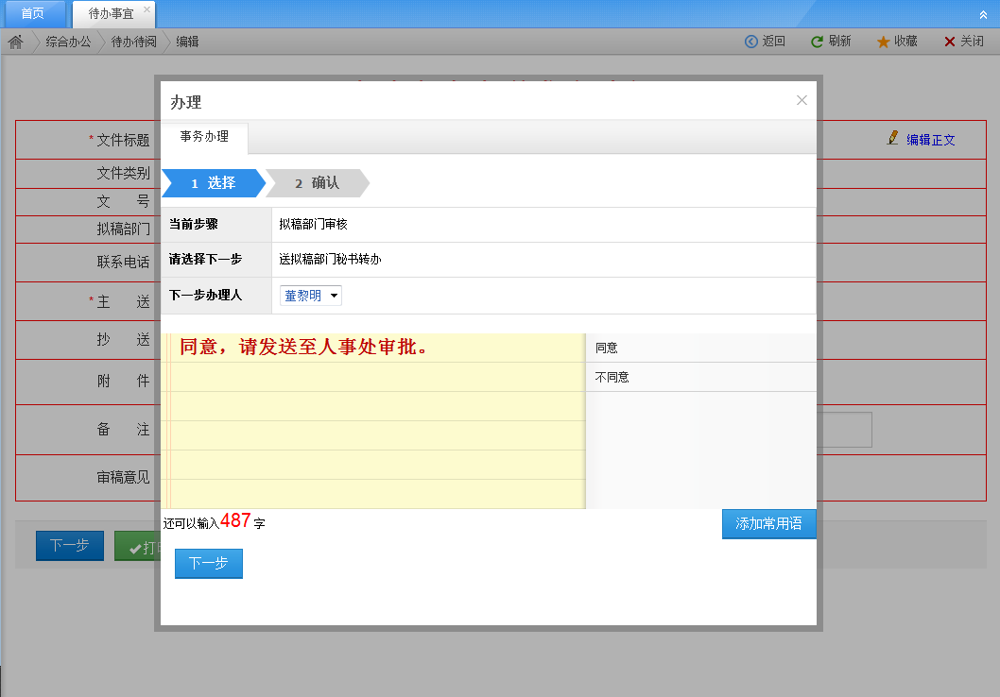 首页
待办事宜
综合办公 待办待阅 编辑
返回 刷新 收藏 关闭
办理
事务办理
* 文件标题
编辑正文
文件类别
1 选择 2 确认
文 号
当前步骤 拟稿部门审核
拟稿部门
请选择下一步 送拟稿部门秘书转办
联系电话
下一步办理人 董黎明
* 主 送
抄 送
同意，请发送至人事处审批。
同意
不同意
附 件
备 注
审稿意见
还可以输入487 字
添加常用语
下一步
打
下一步